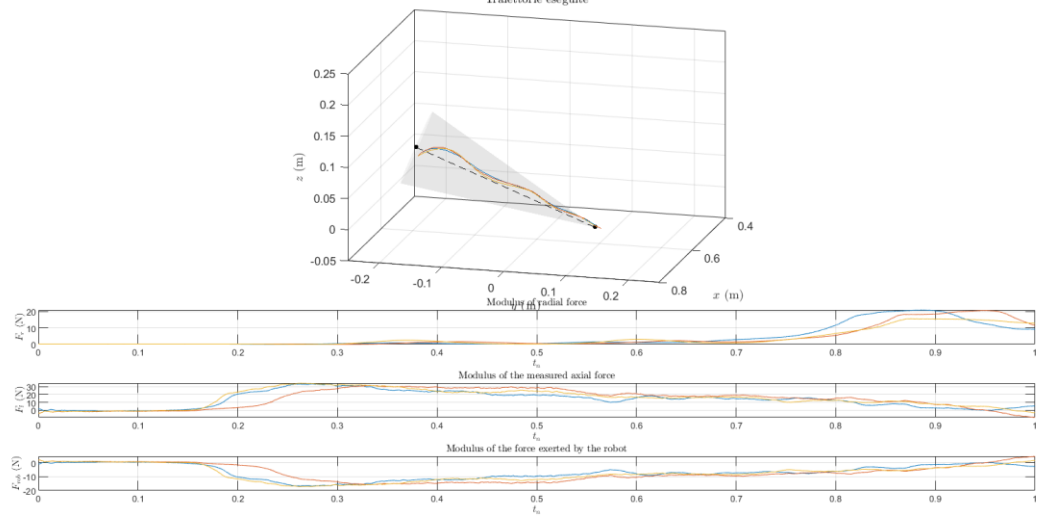 Traiettorie eseguite
0.25
0.2
0.15
0.1
0.05
0
-0.05
z (m)
-0.2
-0.1
0
0.1
0.2
y (m)
0.4
0.6
0.8
x (m)
Modulus of radial force
F_r (N)
20
10
0
0 0.1 0.2 0.3 0.4 0.5 0.6 0.7 0.8 0.9 1
t_n
Modulus of the measured axial force
F_t (N)
30
20
10
0
0 0.1 0.2 0.3 0.4 0.5 0.6 0.7 0.8 0.9 1
t_n
Modulus of the force exerted by the robot
F_rob (N)
0
-10
-20
0 0.1 0.2 0.3 0.4 0.5 0.6 0.7 0.8 0.9 1
t_n